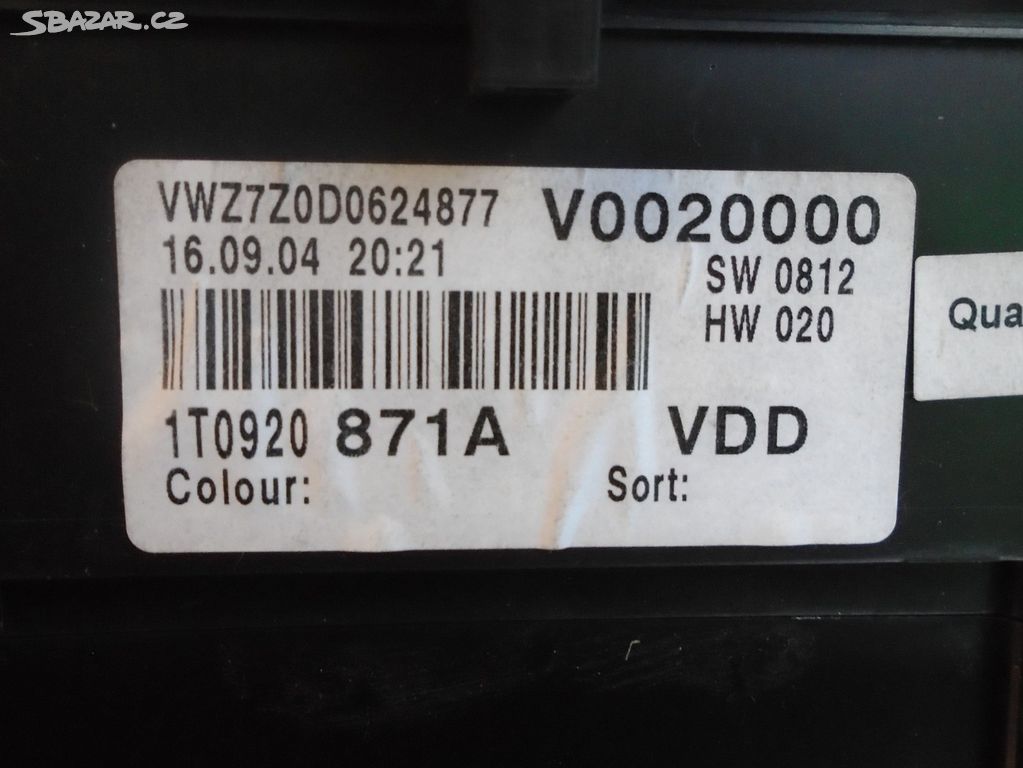 SBAZAR.CZ
VWZ7Z0D0624877 V0020000
16.09.04 20:21 SW 0812
HW 020
Qua
1T0920 871A VDD
Colour: Sort: